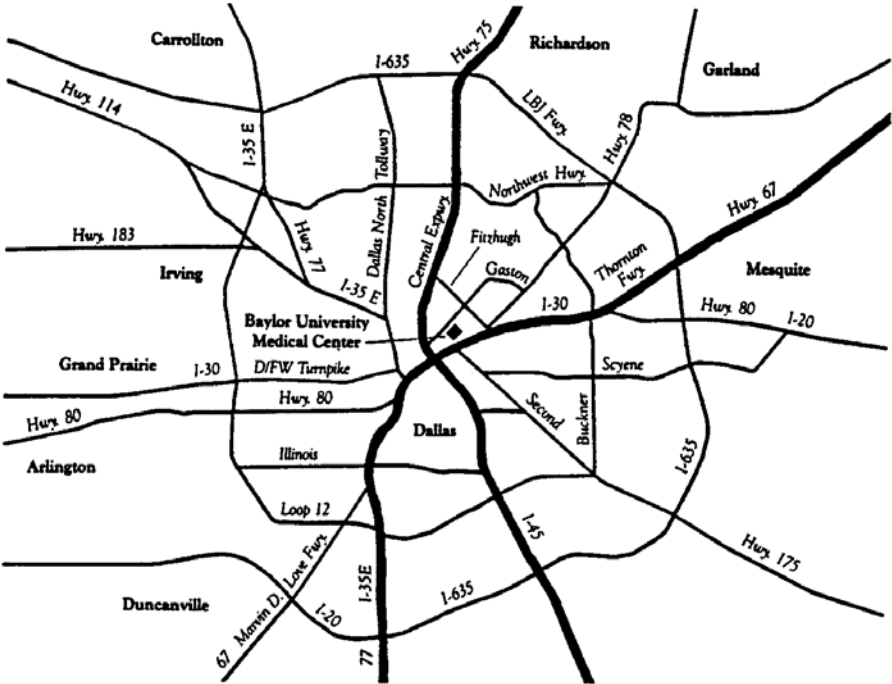 Carrollton
Hwy. 75
Richardson
I-635
Garland
Hwy. 114
LBJ Fwy.
Hwy. 78
I-35 E
Tollway
Northwest Hwy.
Hwy. 67
Dallas North
Central Expwy.
Hwy. 183
Hwy. 77
Fitzhugh
Thornton
Fwy.
Irving
Gaston
Mesquite
I-35 E
I-30
Hwy. 80
I-20
Baylor University
Medical Center
Grand Prairie
I-30
D/FW Turnpike
Scyene
Hwy. 80
Hwy. 80
Second
Buckner
Dallas
Arlington
Illinois
I-635
Loop 12
I-45
Hwy. 175
Duncanville
67 Marvin D. Love Fwy.
I-20
I-35E
77
I-635